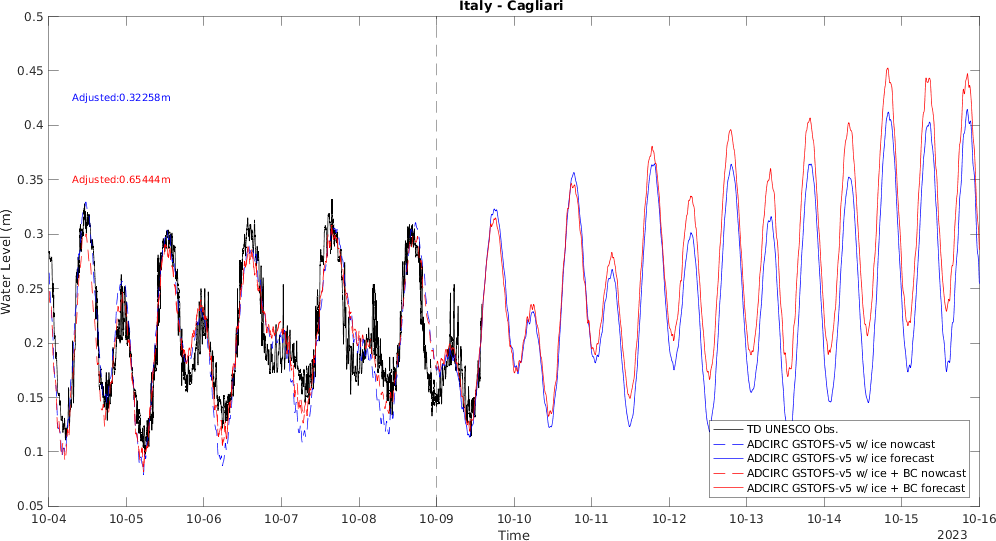 Italy - Cagliari
0.5
0.45
0.4
0.35
0.3
0.25
0.2
0.15
0.1
0.05
Water Level (m)
Adjusted:0.32258m
Adjusted:0.65444m
TD UNESCO Obs.
ADCIRC GSTOFS-v5 w/ ice nowcast
ADCIRC GSTOFS-v5 w/ ice forecast
ADCIRC GSTOFS-v5 w/ ice + BC nowcast
ADCIRC GSTOFS-v5 w/ ice + BC forecast
10-04 10-05 10-06 10-07 10-08 10-09 10-10 10-11 10-12 10-13 10-14 10-15 10-16
Time
2023